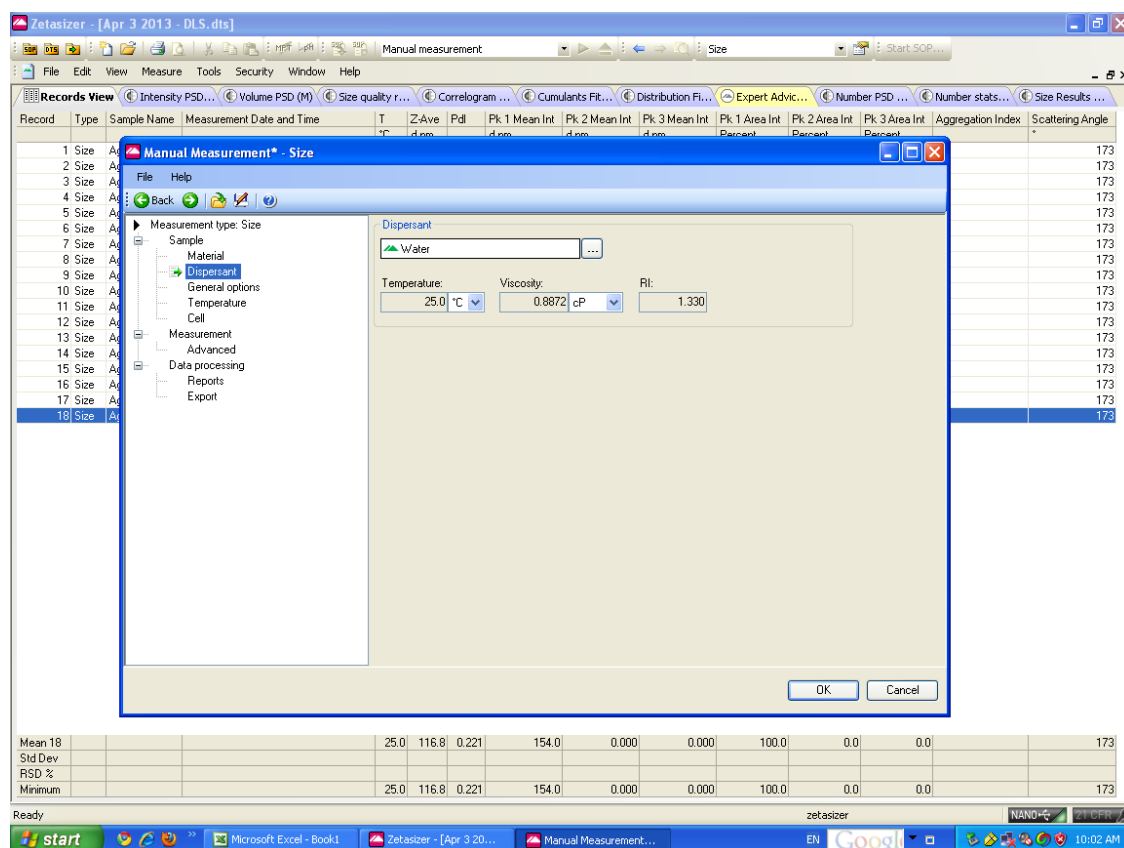 Zetasizer - [Apr 3 2013 - DLS.dts]
Manual measurement Size Start SOP...
File Edit View Measure Tools Security Window Help
Records View Intensity PSD... Volume PSD (M) Size quality r... Correlogram ... Cumulants Fit... Distribution Fi... Expert Advic... Number PSD ... Number stats... Size Results ...
Record Type Sample Name Measurement Date and Time T Z-Ave PdI Pk 1 Mean Int Pk 2 Mean Int Pk 3 Mean Int Pk 1 Area Int Pk 2 Area Int Pk 3 Area Int Aggregation Index Scattering Angle
°C d.nm d.nm d.nm d.nm Percent Percent Percent °
1 Size 173
2 Size 173
3 Size 173
4 Size 173
5 Size 173
6 Size 173
7 Size 173
8 Size 173
9 Size 173
10 Size 173
11 Size 173
12 Size 173
13 Size 173
14 Size 173
15 Size 173
16 Size 173
17 Size 173
18 Size 173
Manual Measurement* - Size
File Help
Back
Measurement type: Size
Sample
Material
Dispersant
General options
Temperature
Cell
Measurement
Advanced
Data processing
Reports
Export
Dispersant
Water ...
Temperature: Viscosity: RI:
25.0 °C 0.8872 cP 1.330
OK Cancel
Mean 18 25.0 116.8 0.221 154.0 0.000 0.000 100.0 0.0 0.0 173
Std Dev
RSD %
Minimum 25.0 116.8 0.221 154.0 0.000 0.000 100.0 0.0 0.0 173
Ready zetasizer NANO 21 CFR
start Microsoft Excel - Book1 Zetasizer - [Apr 3 20... Manual Measurement... EN Googl 10:02 AM